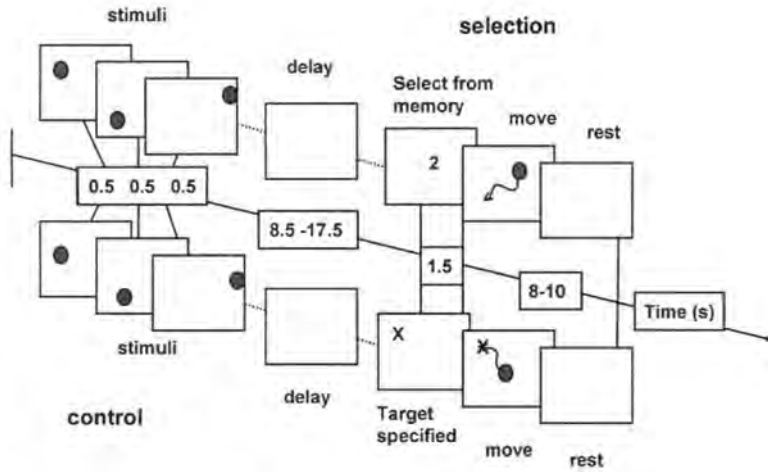 stimuli
selection
delay
Select from
memory
move
rest
2
0.5 0.5 0.5
8.5 -17.5
1.5
8-10
Time (s)
X
X
stimuli
delay
control
Target
specified
move
rest